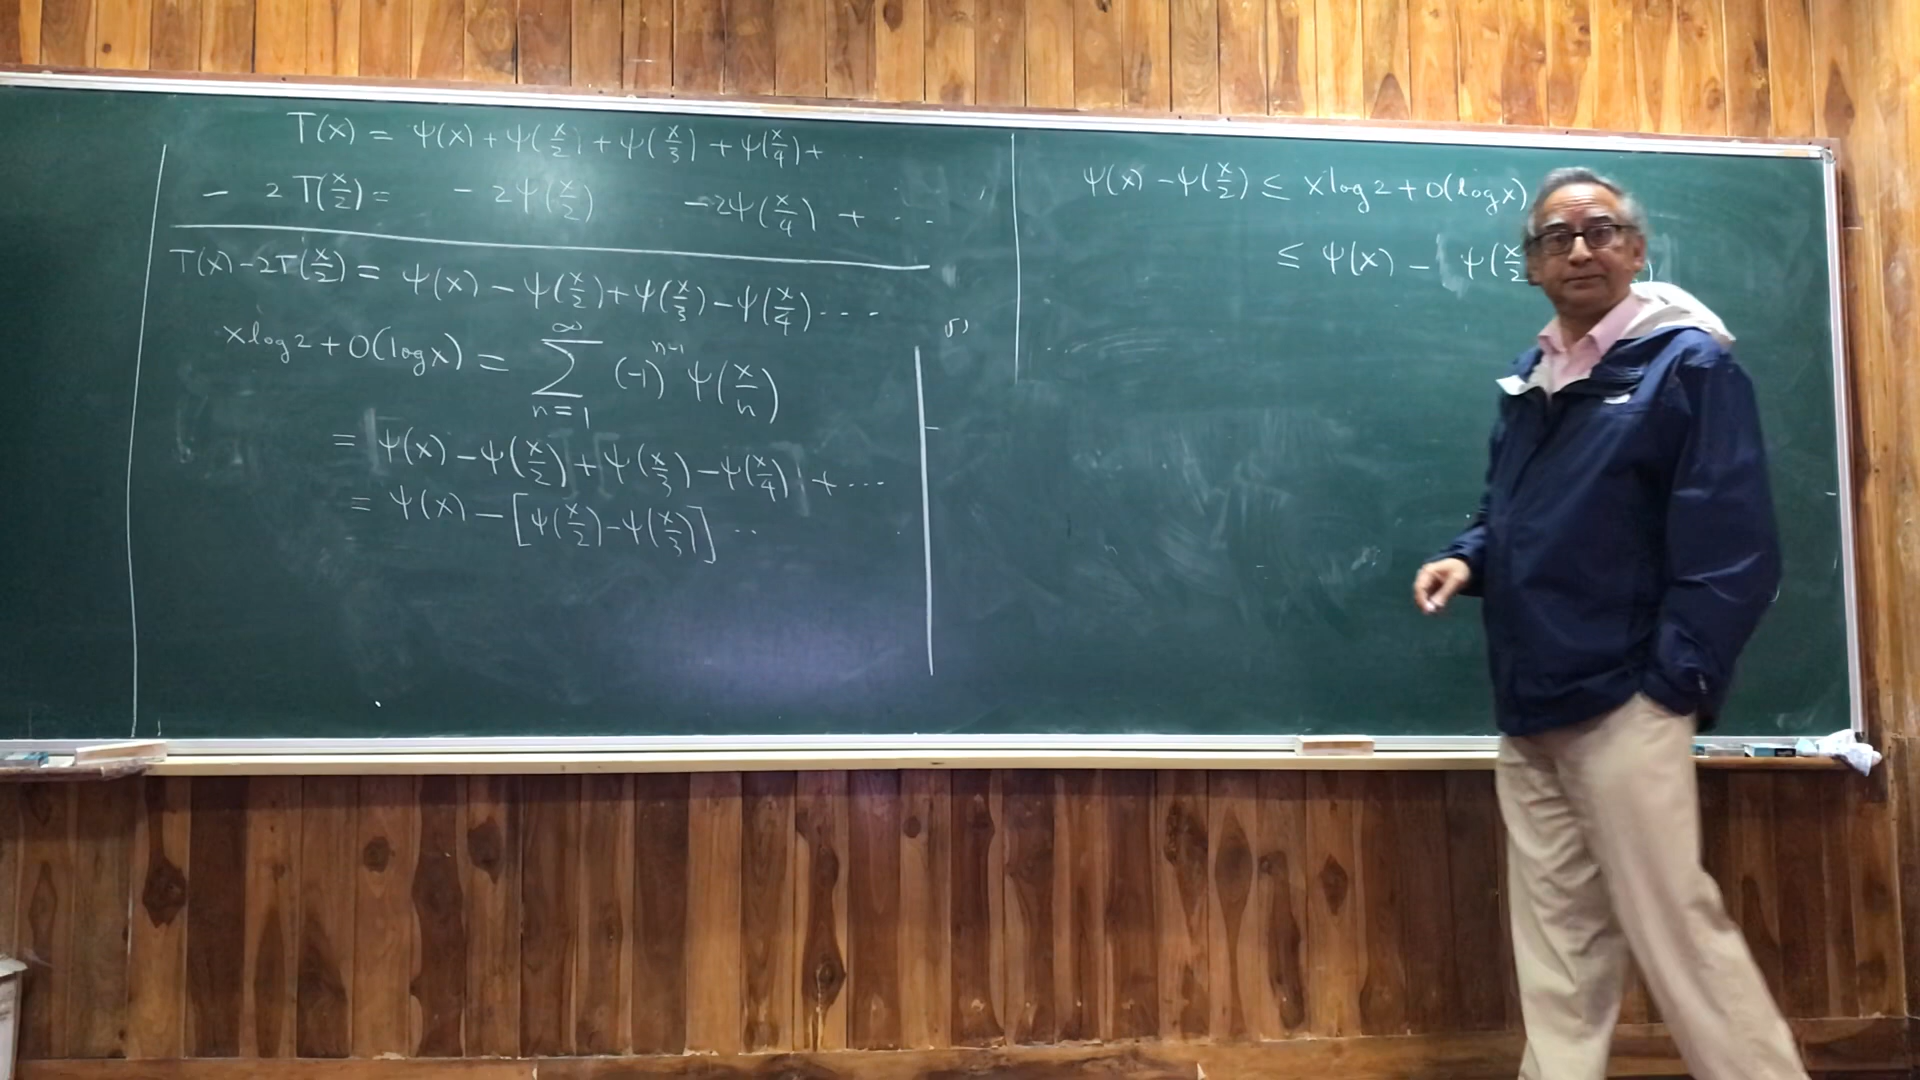 T(x) = ψ(x) + ψ(x/2) + ψ(x/3) + ψ(x/4) + ..
- 2T(x/2) = - 2ψ(x/2) - 2ψ(x/4) + ...
T(x) - 2T(x/2) = ψ(x) - ψ(x/2) + ψ(x/3) - ψ(x/4) ...
x log 2 + O(log x) = ∑_{n=1}^{∞} (-1)^{n-1} ψ(x/n)
= ψ(x) - ψ(x/2) + ψ(x/3) - ψ(x/4) + ...
= ψ(x) - [ψ(x/2) - ψ(x/3)] ..
ψ(x) - ψ(x/2) ≤ x log 2 + O(log x)
≤ ψ(x) - ψ(x/2